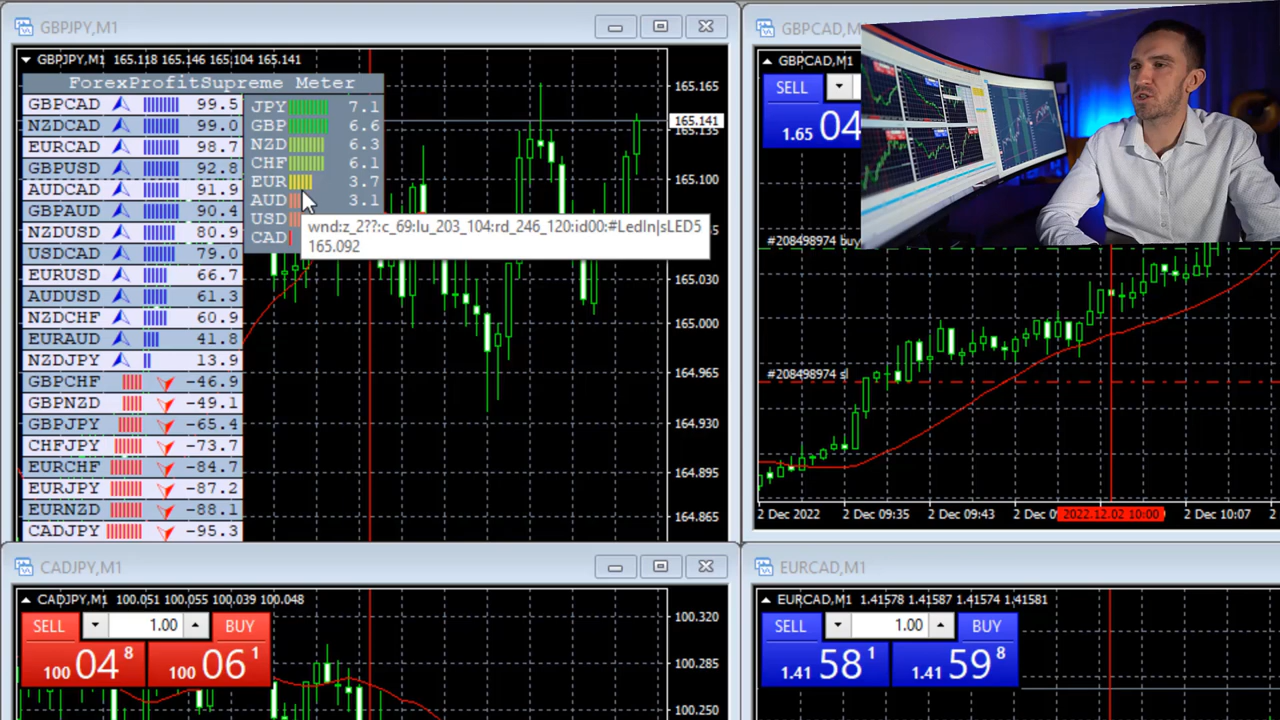 GBPJPY,M1
GBPJPY,M1 165.118 165.146 165.104 165.141
ForexProfitSupreme Meter
GBPCAD 99.5
NZDCAD 99.0
EURCAD 98.7
GBPUSD 92.8
AUDCAD 91.9
GBPAUD 90.4
NZDUSD 80.9
USDCAD 79.0
EURUSD 66.7
AUDUSD 61.3
NZDCHF 60.9
EURAUD 41.8
NZDJPY 13.9
GBPCHF -46.9
GBPNZD -49.1
GBPJPY -65.4
CHFJPY -73.7
EURCHF -84.7
EURJPY -87.2
EURNZD -88.1
CADJPY -95.3
JPY 7.1
GBP 6.6
NZD 6.3
CHF 6.1
EUR 3.7
AUD 3.1
USD
CAD
wnd:z_2??:c_69:lu_203_104:rd_246_120:id00:#LedIn|sLED5
165.092
165.165
165.141
165.135
165.100
165.030
165.000
164.965
164.930
164.895
164.865
GBPCAD,M1
GBPCAD,M1
SELL
1.65 04
#208498974 buy
#208498974 sl
2 Dec 2022
2 Dec 09:35
2 Dec 09:43
2 Dec
2022.12.02 10:00
2 Dec 10:07
CADJPY,M1
CADJPY,M1 100.051 100.055 100.039 100.048
SELL 1.00 BUY
100 04 8
100 06 1
100.320
100.285
100.250
EURCAD,M1
EURCAD,M1 1.41578 1.41587 1.41574 1.41581
SELL 1.00 BUY
1.41 58 1
1.41 59 8